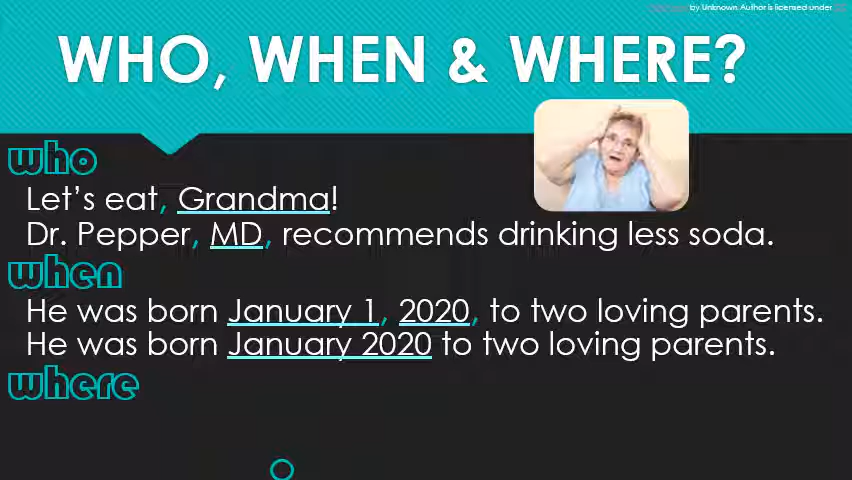 by Unknown Author is licensed under
WHO, WHEN & WHERE?
who
Let’s eat, Grandma!
Dr. Pepper, MD, recommends drinking less soda.
when
He was born January 1, 2020, to two loving parents.
He was born January 2020 to two loving parents.
where